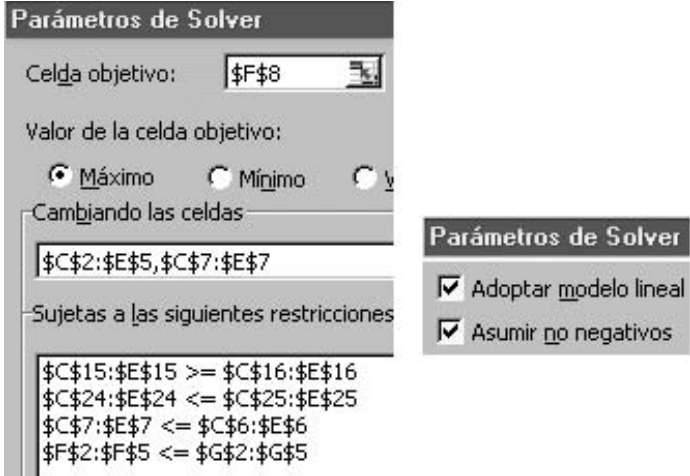 Parámetros de Solver
Celda objetivo: $F$8
Valor de la celda objetivo:
Máximo Mínimo
Cambiando las celdas
$C$2:$E$5,$C$7:$E$7
Sujetas a las siguientes restricciones
$C$15:$E$15 >= $C$16:$E$16
$C$24:$E$24 <= $C$25:$E$25
$C$7:$E$7 <= $C$6:$E$6
$F$2:$F$5 <= $G$2:$G$5
Parámetros de Solver
Adoptar modelo lineal
Asumir no negativos